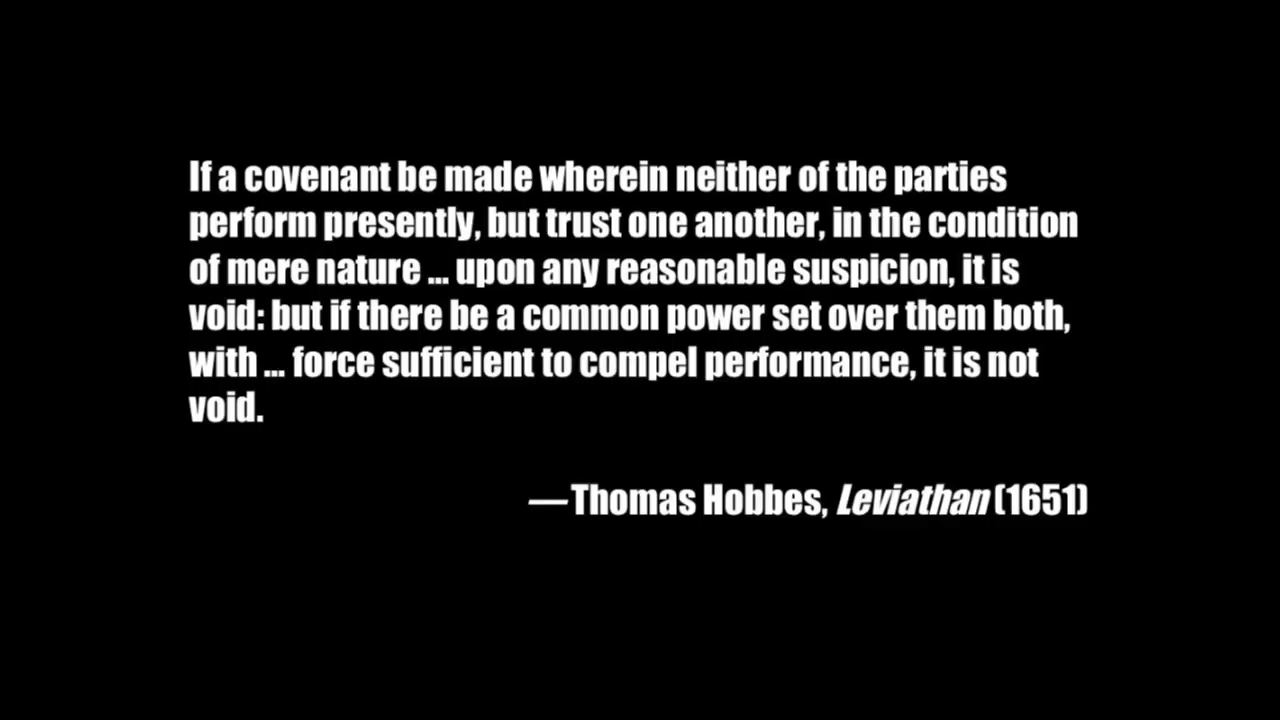 If a covenant be made wherein neither of the parties
perform presently, but trust one another, in the condition
of mere nature ... upon any reasonable suspicion, it is
void: but if there be a common power set over them both,
with ... force sufficient to compel performance, it is not
void.
—Thomas Hobbes, Leviathan (1651)